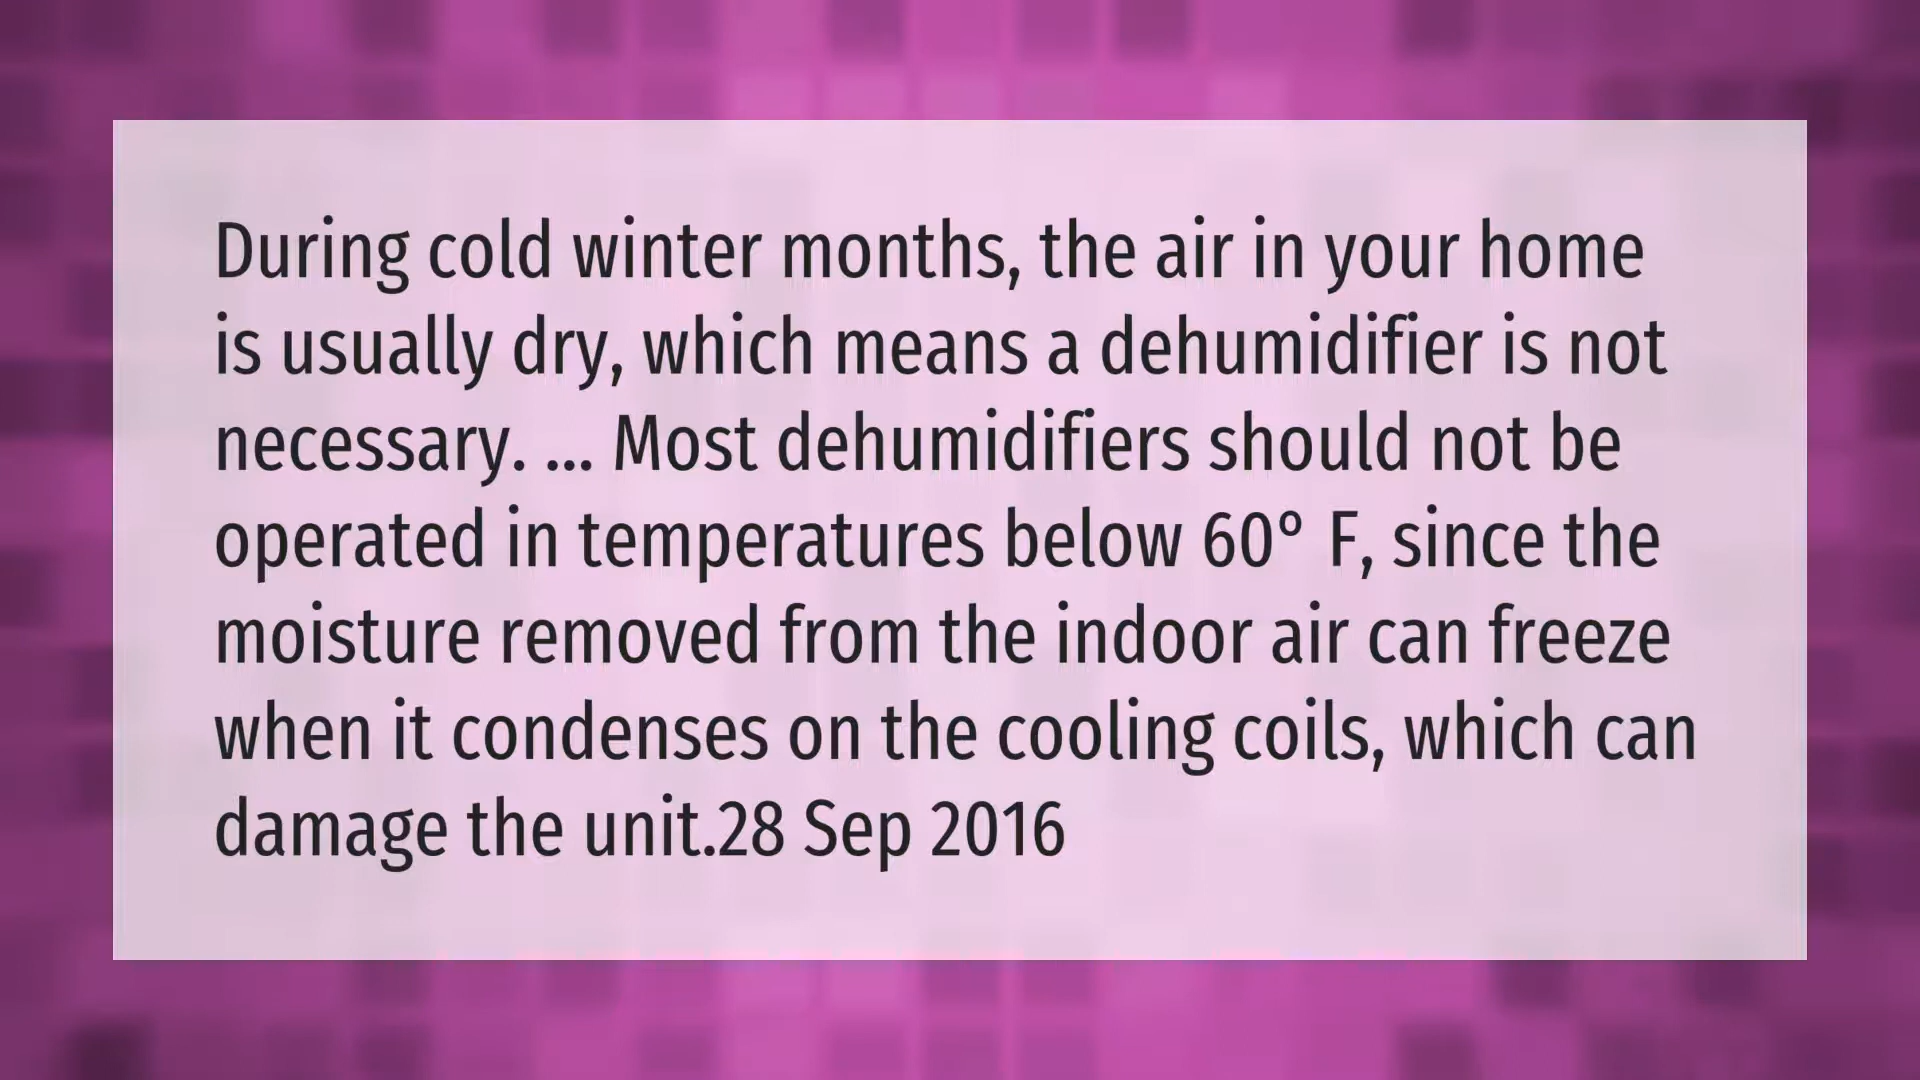 During cold winter months, the air in your home
is usually dry, which means a dehumidifier is not
necessary. ... Most dehumidifiers should not be
operated in temperatures below 60º F, since the
moisture removed from the indoor air can freeze
when it condenses on the cooling coils, which can
damage the unit.28 Sep 2016